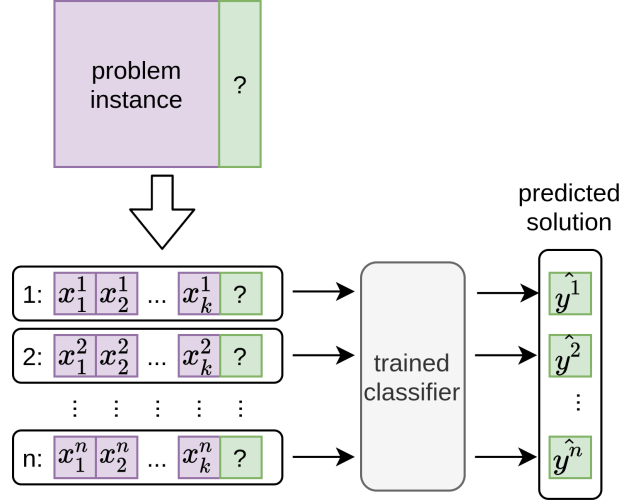 problem
instance
?
predicted
solution
1: x_1^1 x_2^1 ... x_k^1 ?
ŷ^1
2: x_1^2 x_2^2 ... x_k^2 ?
ŷ^2
trained
classifier
⋮ ⋮ ⋮ ⋮ ⋮
⋮
n: x_1^n x_2^n ... x_k^n ?
ŷ^n